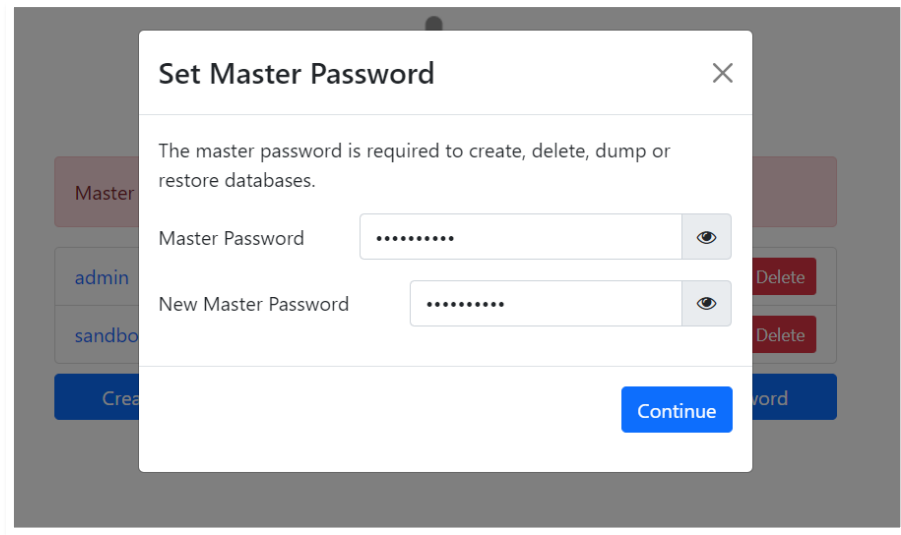 Set Master Password
The master password is required to create, delete, dump or
restore databases.
Master
Master Password
••••••••••
admin
Delete
New Master Password
••••••••••
sandbo
Delete
Crea
Continue
word